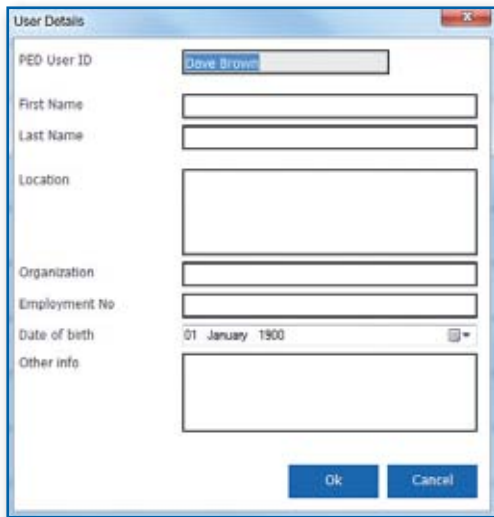 User Details
PED User ID
Dave Brown
First Name
Last Name
Location
Organization
Employment No
Date of birth
01 January 1900
Other info
Ok Cancel